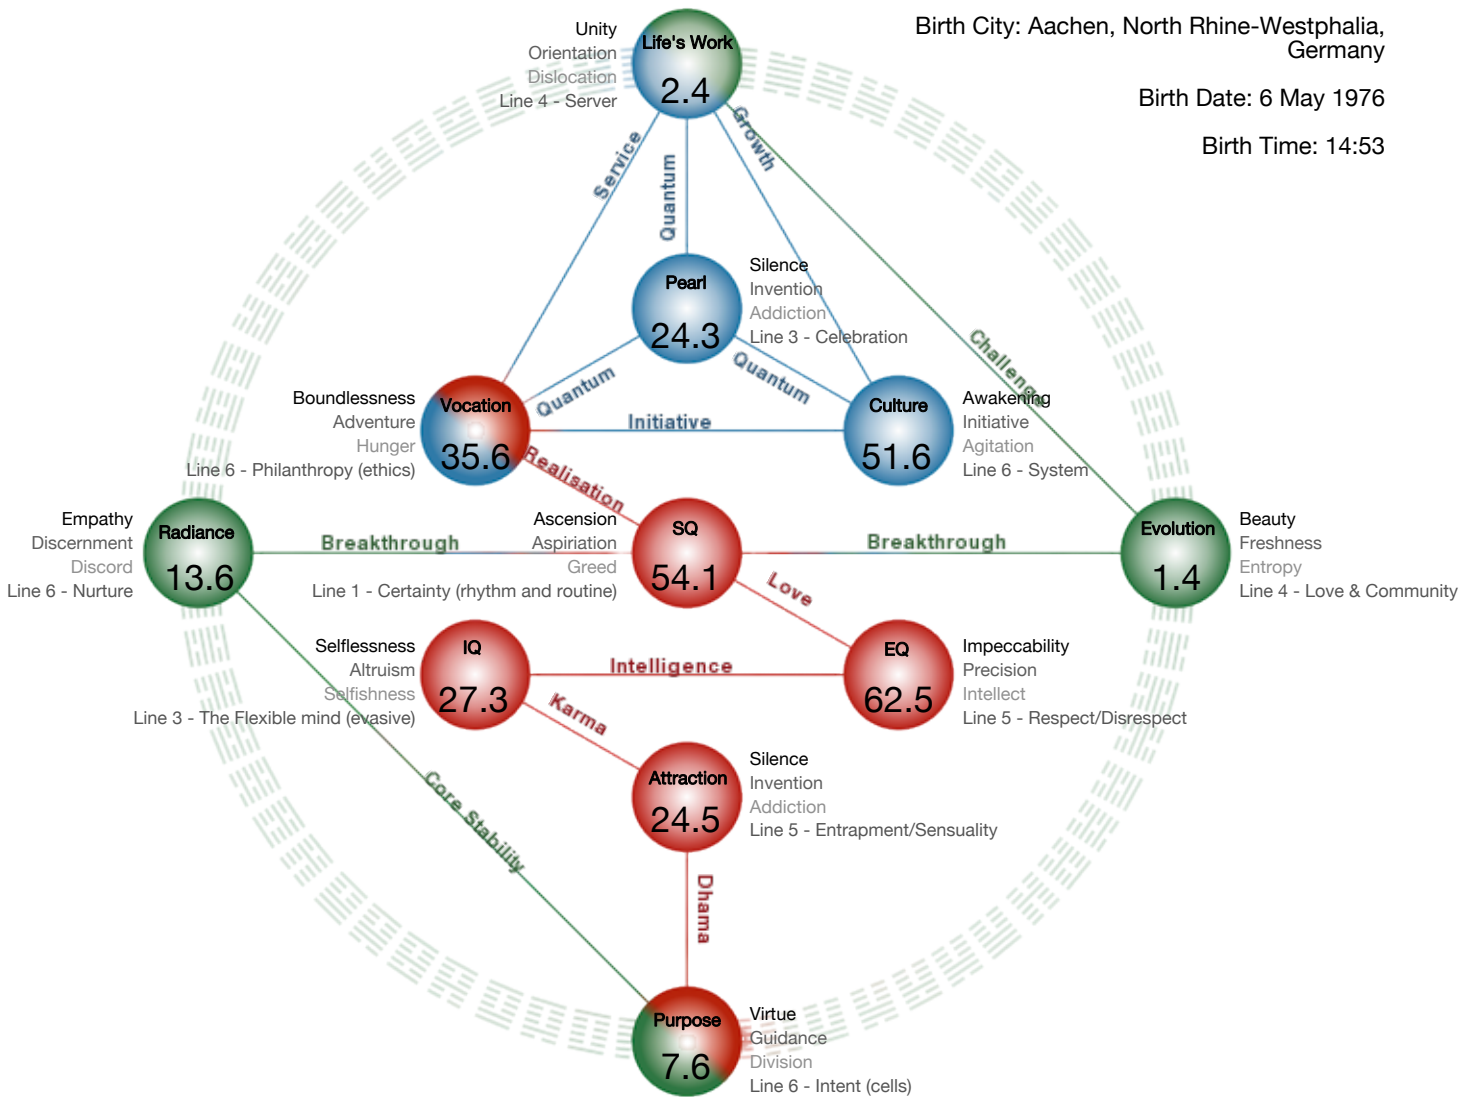 Birth City: Aachen, North Rhine-Westphalia,
Germany
Birth Date: 6 May 1976
Birth Time: 14:53
Unity
Orientation
Dislocation
Line 4 - Server
Life's Work
2.4
Service
Quantum
Growth
Challenge
Pearl
24.3
Silence
Invention
Addiction
Line 3 - Celebration
Quantum
Quantum
Boundlessness
Adventure
Hunger
Line 6 - Philanthropy (ethics)
Vocation
35.6
Initiative
Culture
51.6
Awakening
Initiative
Agitation
Line 6 - System
Realisation
Empathy
Discernment
Discord
Line 6 - Nurture
Radiance
13.6
Breakthrough
Ascension
Aspiriation
Greed
Line 1 - Certainty (rhythm and routine)
SQ
54.1
Breakthrough
Evolution
1.4
Beauty
Freshness
Entropy
Line 4 - Love & Community
Love
Selflessness
Altruism
Selfishness
Line 3 - The Flexible mind (evasive)
IQ
27.3
Intelligence
EQ
62.5
Impeccability
Precision
Intellect
Line 5 - Respect/Disrespect
Karma
Attraction
24.5
Silence
Invention
Addiction
Line 5 - Entrapment/Sensuality
Core Stability
Dhama
Purpose
7.6
Virtue
Guidance
Division
Line 6 - Intent (cells)